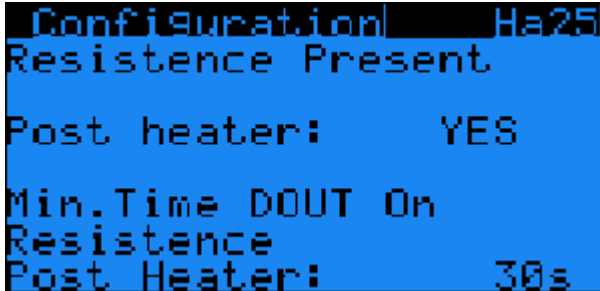 Configuration Ha25
Resistence Present
Post heater: YES
Min.Time DOUT On
Resistence
Post Heater: 30s